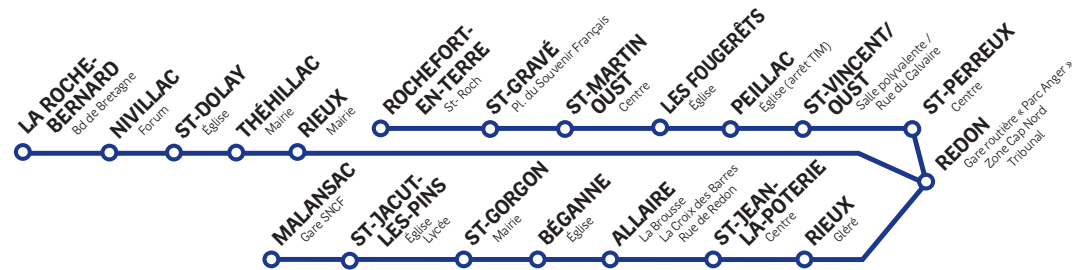 LA ROCHE-
BERNARD
Bd de Bretagne
NIVILLAC
Forum
ST-DOLAY
Église
THÉHILLAC
Mairie
RIEUX
Mairie
ROCHEFORT-
EN-TERRE
St- Roch
ST-GRAVÉ
Pl. du Souvenir Français
ST-MARTIN
OUST
Centre
LES FOUGERÊTS
Église
PEILLAC
Église (arrêt TIM)
ST-VINCENT/
OUST
Salle polyvalente /
Rue du Calvaire
ST-PERREUX
Centre
REDON
Gare routière « Parc Anger »
Zone Cap Nord
Tribunal
MALANSAC
Gare SNCF
ST-JACUT-
LES-PINS
Église
Lycée
ST-GORGON
Mairie
BÉGANNE
Église
ALLAIRE
La Brousse
La Croix des Barres
Rue de Redon
ST-JEAN-
LA-POTERIE
Centre
RIEUX
Gléré